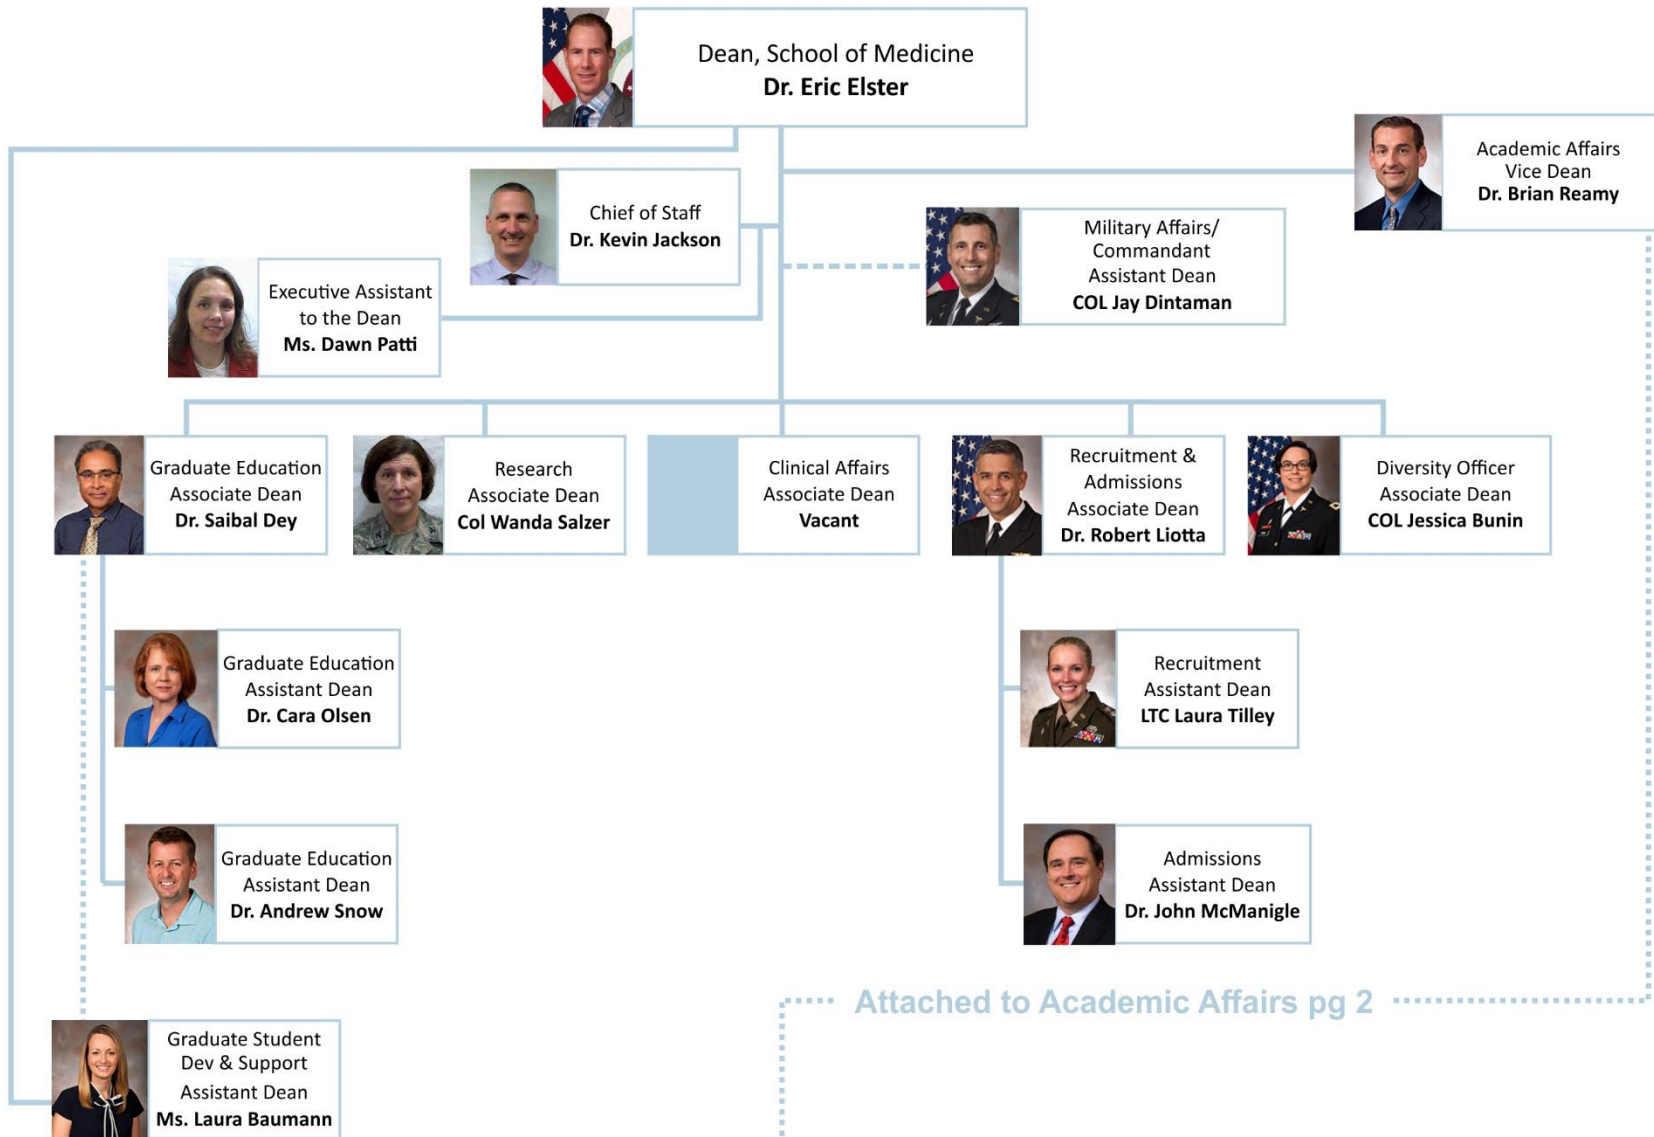 Dean, School of Medicine
Dr. Eric Elster
Academic Affairs
Vice Dean
Dr. Brian Reamy
Chief of Staff
Dr. Kevin Jackson
Military Affairs/
Commandant
Assistant Dean
COL Jay Dintaman
Executive Assistant
to the Dean
Ms. Dawn Patti
Graduate Education
Associate Dean
Dr. Saibal Dey
Research
Associate Dean
Col Wanda Salzer
Clinical Affairs
Associate Dean
Vacant
Recruitment &
Admissions
Associate Dean
Dr. Robert Liotta
Diversity Officer
Associate Dean
COL Jessica Bunin
Graduate Education
Assistant Dean
Dr. Cara Olsen
Recruitment
Assistant Dean
LTC Laura Tilley
Graduate Education
Assistant Dean
Dr. Andrew Snow
Admissions
Assistant Dean
Dr. John McManigle
Attached to Academic Affairs pg 2
Graduate Student
Dev & Support
Assistant Dean
Ms. Laura Baumann